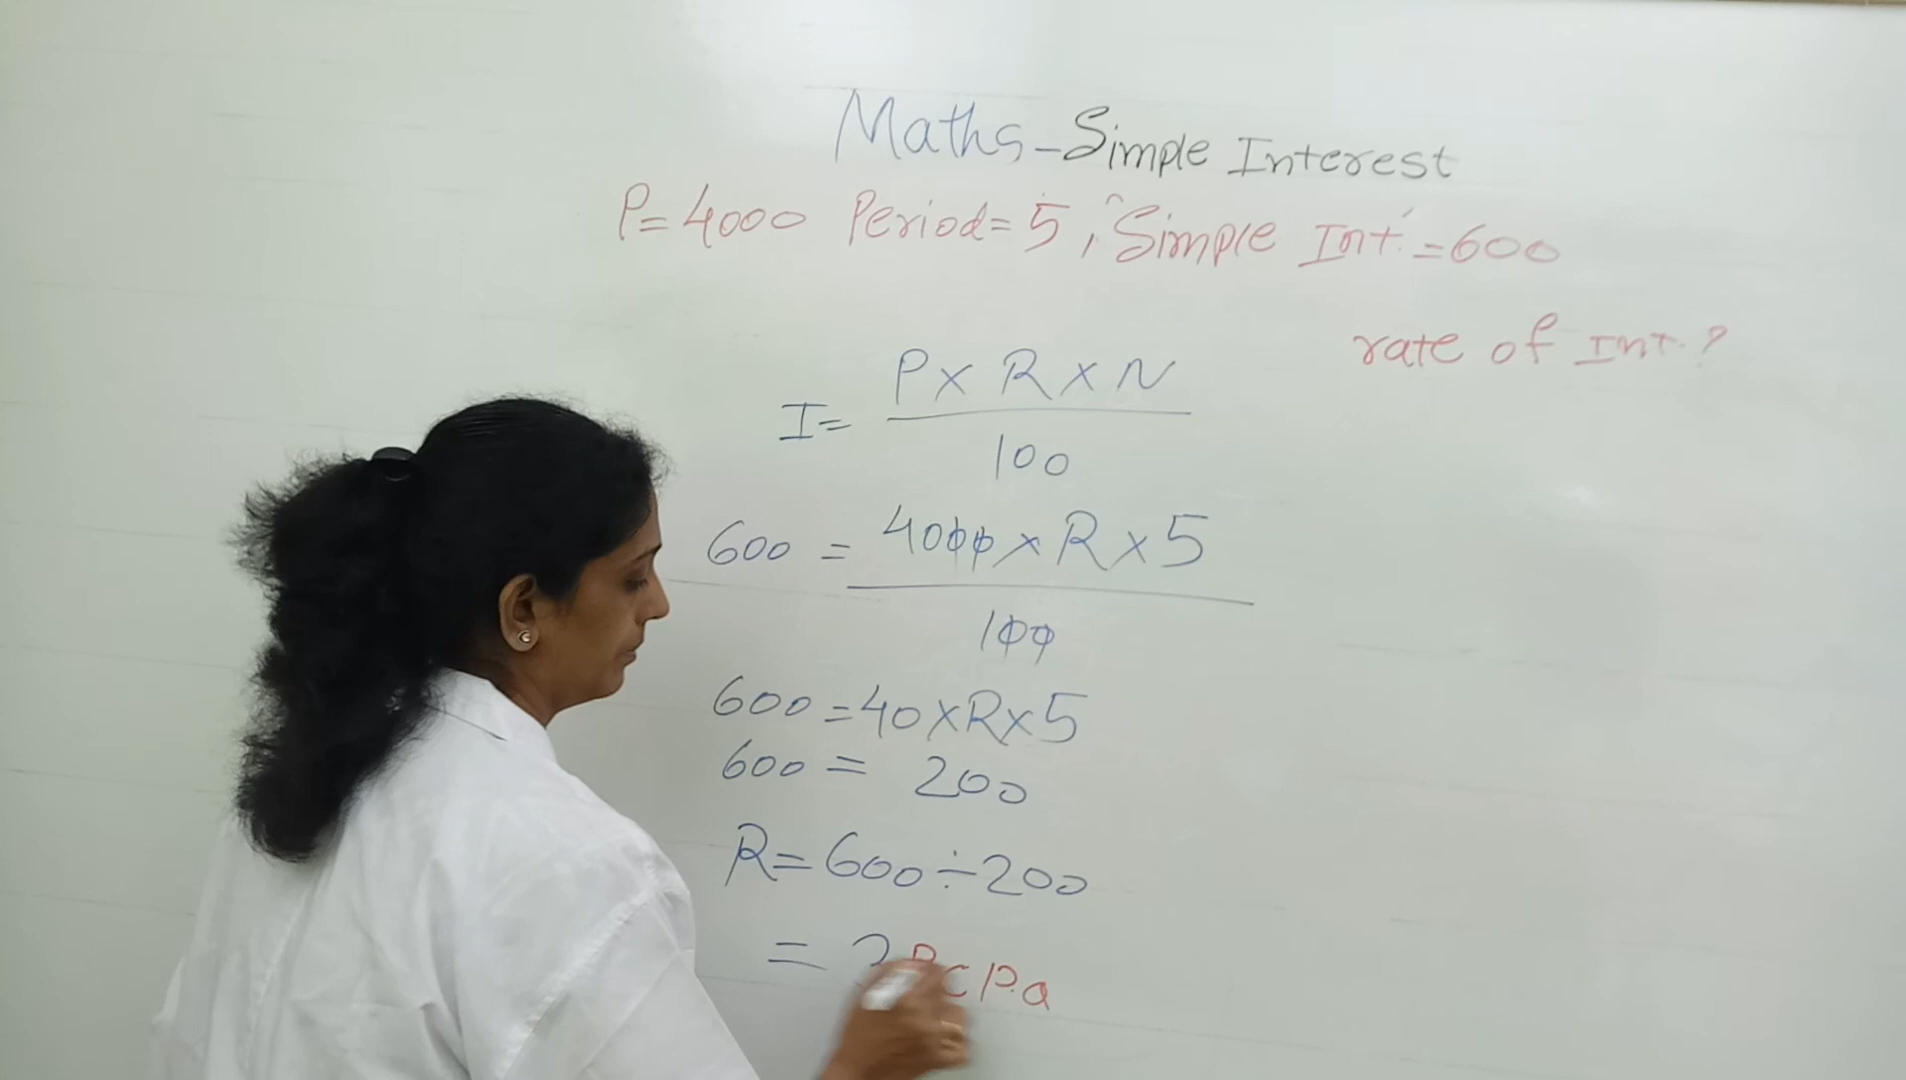 Maths - Simple Interest
P = 4000 Period = 5, Simple Int. = 600
rate of Int. ?
I = P × R × N
100
600 = 4000 × R × 5
100
600 = 40 × R × 5
600 = 200
R = 600 ÷ 200
= Pa